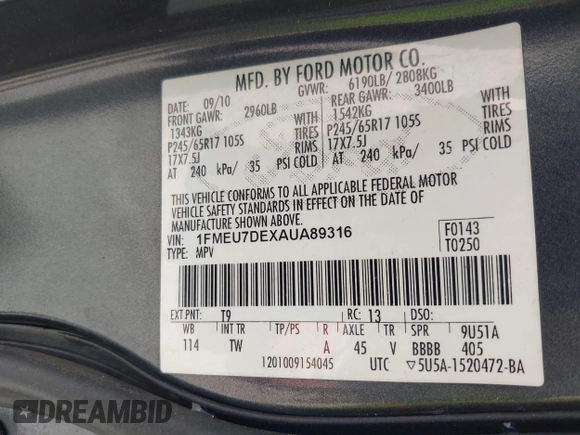 MFD. BY FORD MOTOR CO.
DATE: 09/10
GVWR: 6190LB/ 2808KG
FRONT GAWR: 2960LB
REAR GAWR: 3400LB
1343KG WITH
1542KG WITH
P245/65R17 105S TIRES
P245/65R17 105S TIRES
17X7.5J RIMS
17X7.5J RIMS
AT 240 kPa/ 35 PSI COLD
AT 240 kPa/ 35 PSI COLD
THIS VEHICLE CONFORMS TO ALL APPLICABLE FEDERAL MOTOR
VEHICLE SAFETY STANDARDS IN EFFECT ON THE DATE OF
MANUFACTURE SHOWN ABOVE.
VIN: 1FMEU7DEXAUA89316
TYPE: MPV
F0143
T0250
EXT PNT: T9 RC: 13 DSO:
WB INT TR TP/PS R AXLE TR SPR 9U51A
114 TW A 45 V BBBB 405
12010091S4045 UTC ▽5U5A-1520472-BA
DREAMBID